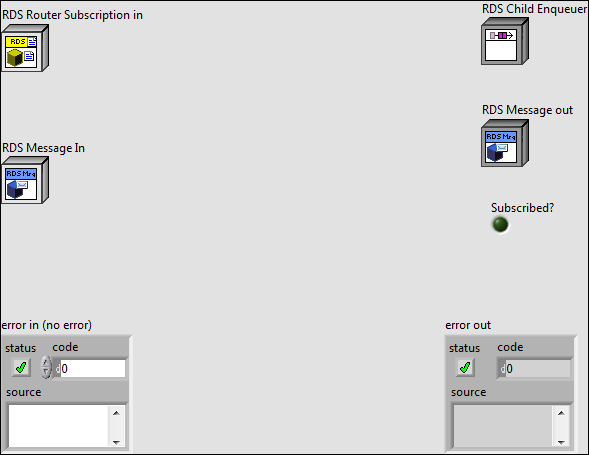 RDS Router Subscription in
RDS
RDS Child Enqueuer
RDS Message out
RDS Msg
RDS Message In
RDS Msg
Subscribed?
error in (no error)
status
code
d 0
source
error out
status
code
d 0
source